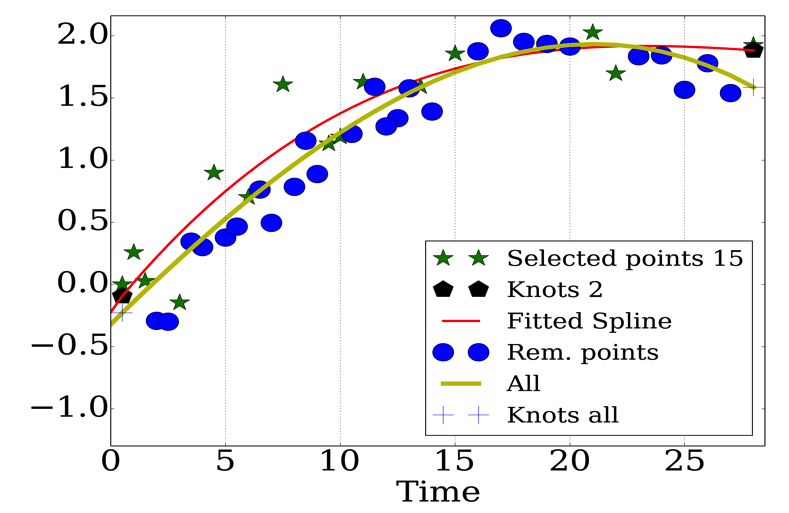 2.0
1.5
1.0
0.5
0.0
−0.5
−1.0
Selected points 15
Knots 2
Fitted Spline
Rem. points
All
Knots all
0 5 10 15 20 25
Time